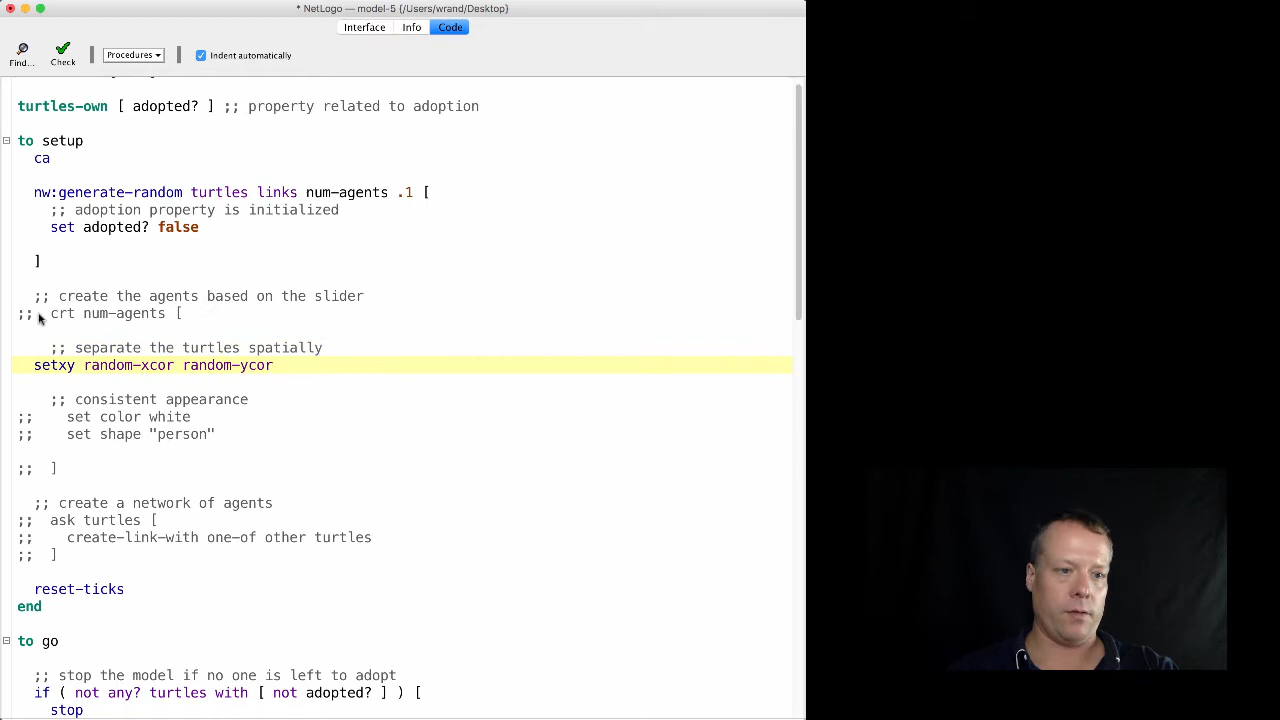 * NetLogo — model-5 {/Users/wrand/Desktop}
Interface Info Code
Find... Check Procedures Indent automatically
turtles-own [ adopted? ] ;; property related to adoption
to setup
ca
nw:generate-random turtles links num-agents .1 [
;; adoption property is initialized
set adopted? false
]
;; create the agents based on the slider
;; crt num-agents [
;; separate the turtles spatially
setxy random-xcor random-ycor
;; consistent appearance
;; set color white
;; set shape "person"
;; ]
;; create a network of agents
;; ask turtles [
;; create-link-with one-of other turtles
;; ]
reset-ticks
end
to go
;; stop the model if no one is left to adopt
if ( not any? turtles with [ not adopted? ] ) [
stop